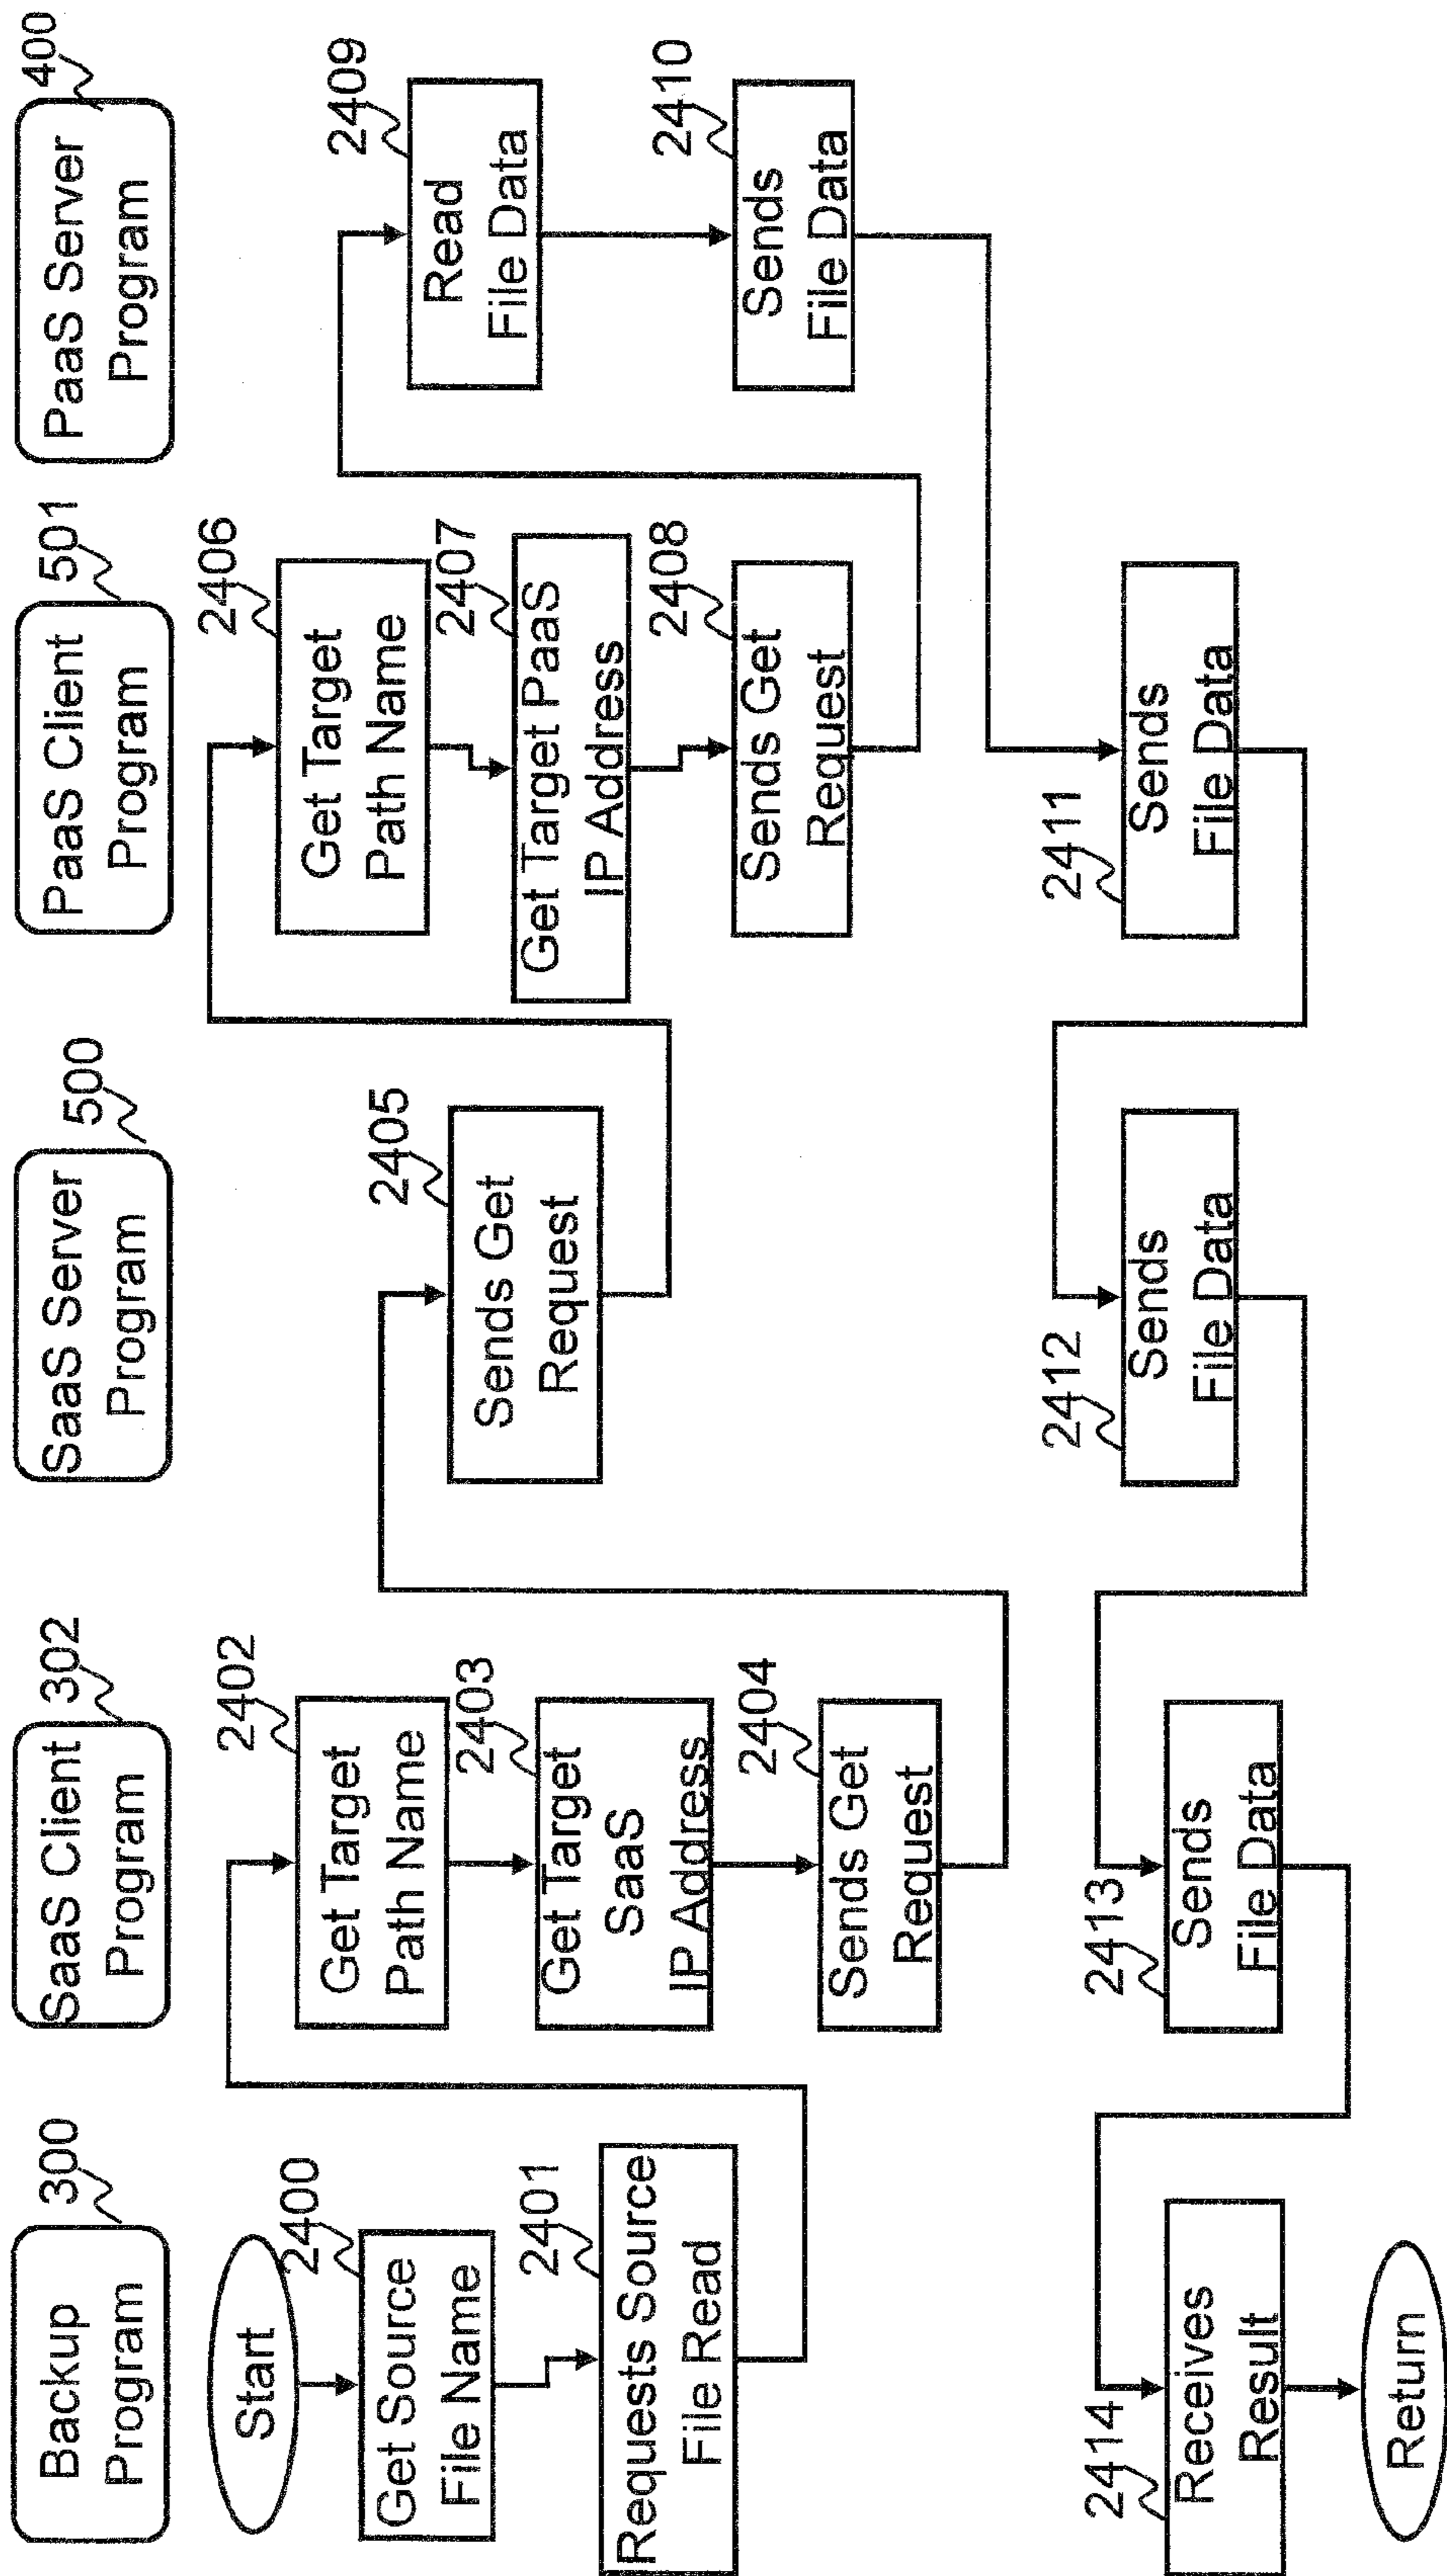 Backup
Program
300
SaaS Client
Program
302
SaaS Server
Program
500
PaaS Client
Program
501
PaaS Server
Program
400
Start
2400
Get Source
File Name
2401
Requests Source
File Read
2402
Get Target
Path Name
2403
Get Target
SaaS
IP Address
2404
Sends Get
Request
2405
Sends Get
Request
2406
Get Target
Path Name
2407
Get Target PaaS
IP Address
2408
Sends Get
Request
2409
Read
File Data
2410
Sends
File Data
2411
Sends
File Data
2412
Sends
File Data
2413
Sends
File Data
2414
Receives
Result
Return